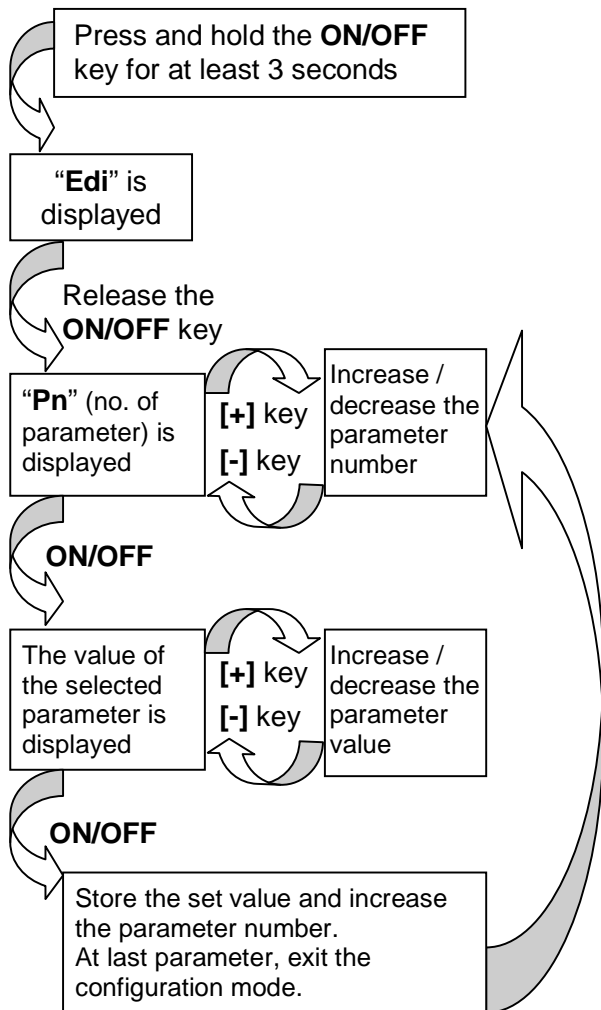 Press and hold the ON/OFF
key for at least 3 seconds
“Edi” is
displayed
Release the
ON/OFF key
“Pn” (no. of
parameter) is
displayed
[+] key
[-] key
Increase /
decrease the
parameter
number
ON/OFF
The value of
the selected
parameter is
displayed
[+] key
[-] key
Increase /
decrease the
parameter
value
ON/OFF
Store the set value and increase
the parameter number.
At last parameter, exit the
configuration mode.